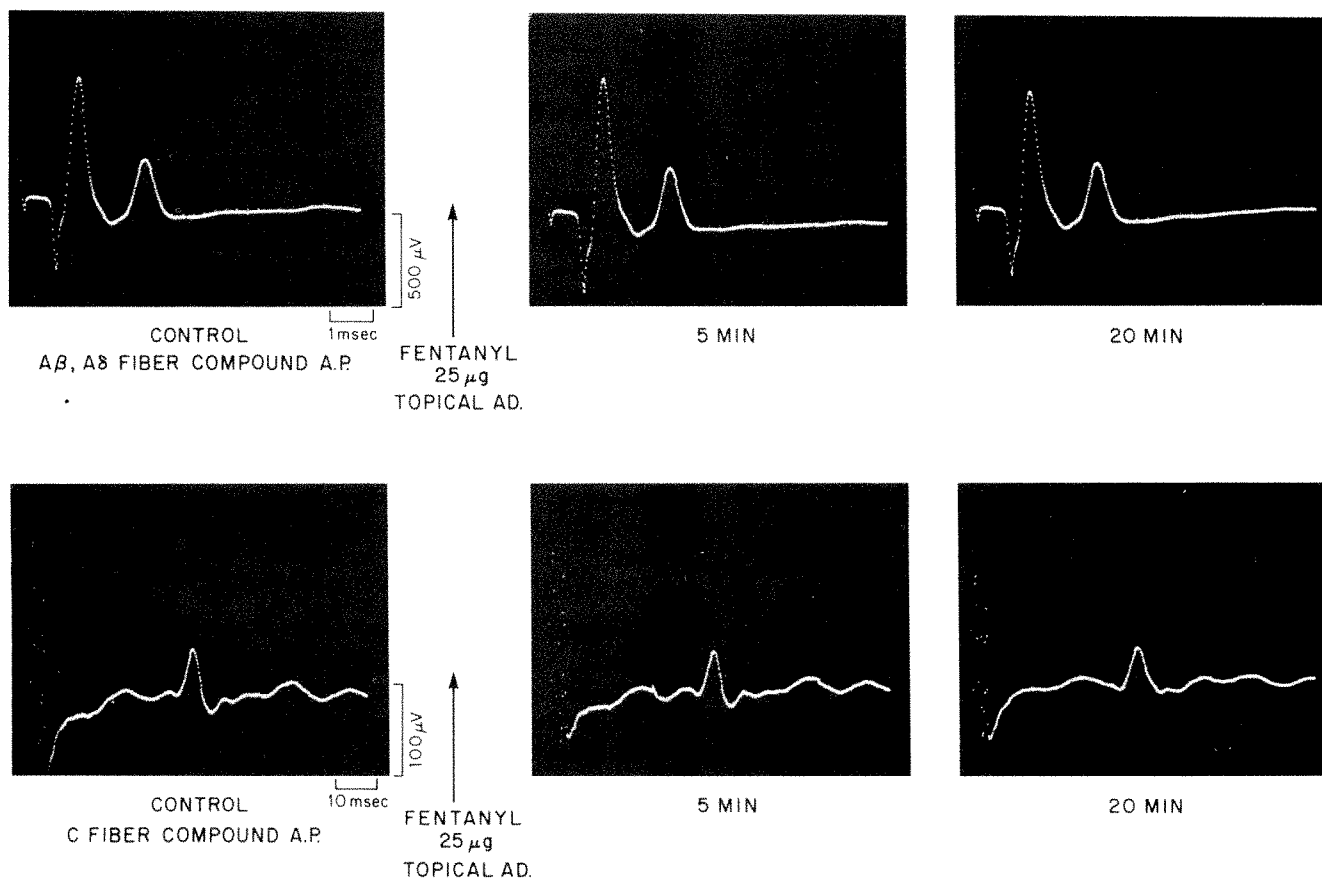 500 μV
1 msec
CONTROL
Aβ, Aδ FIBER COMPOUND A.P.
FENTANYL
25 μg
TOPICAL AD.
5 MIN
20 MIN
100 μV
10 msec
CONTROL
C FIBER COMPOUND A.P.
FENTANYL
25 μg
TOPICAL AD.
5 MIN
20 MIN